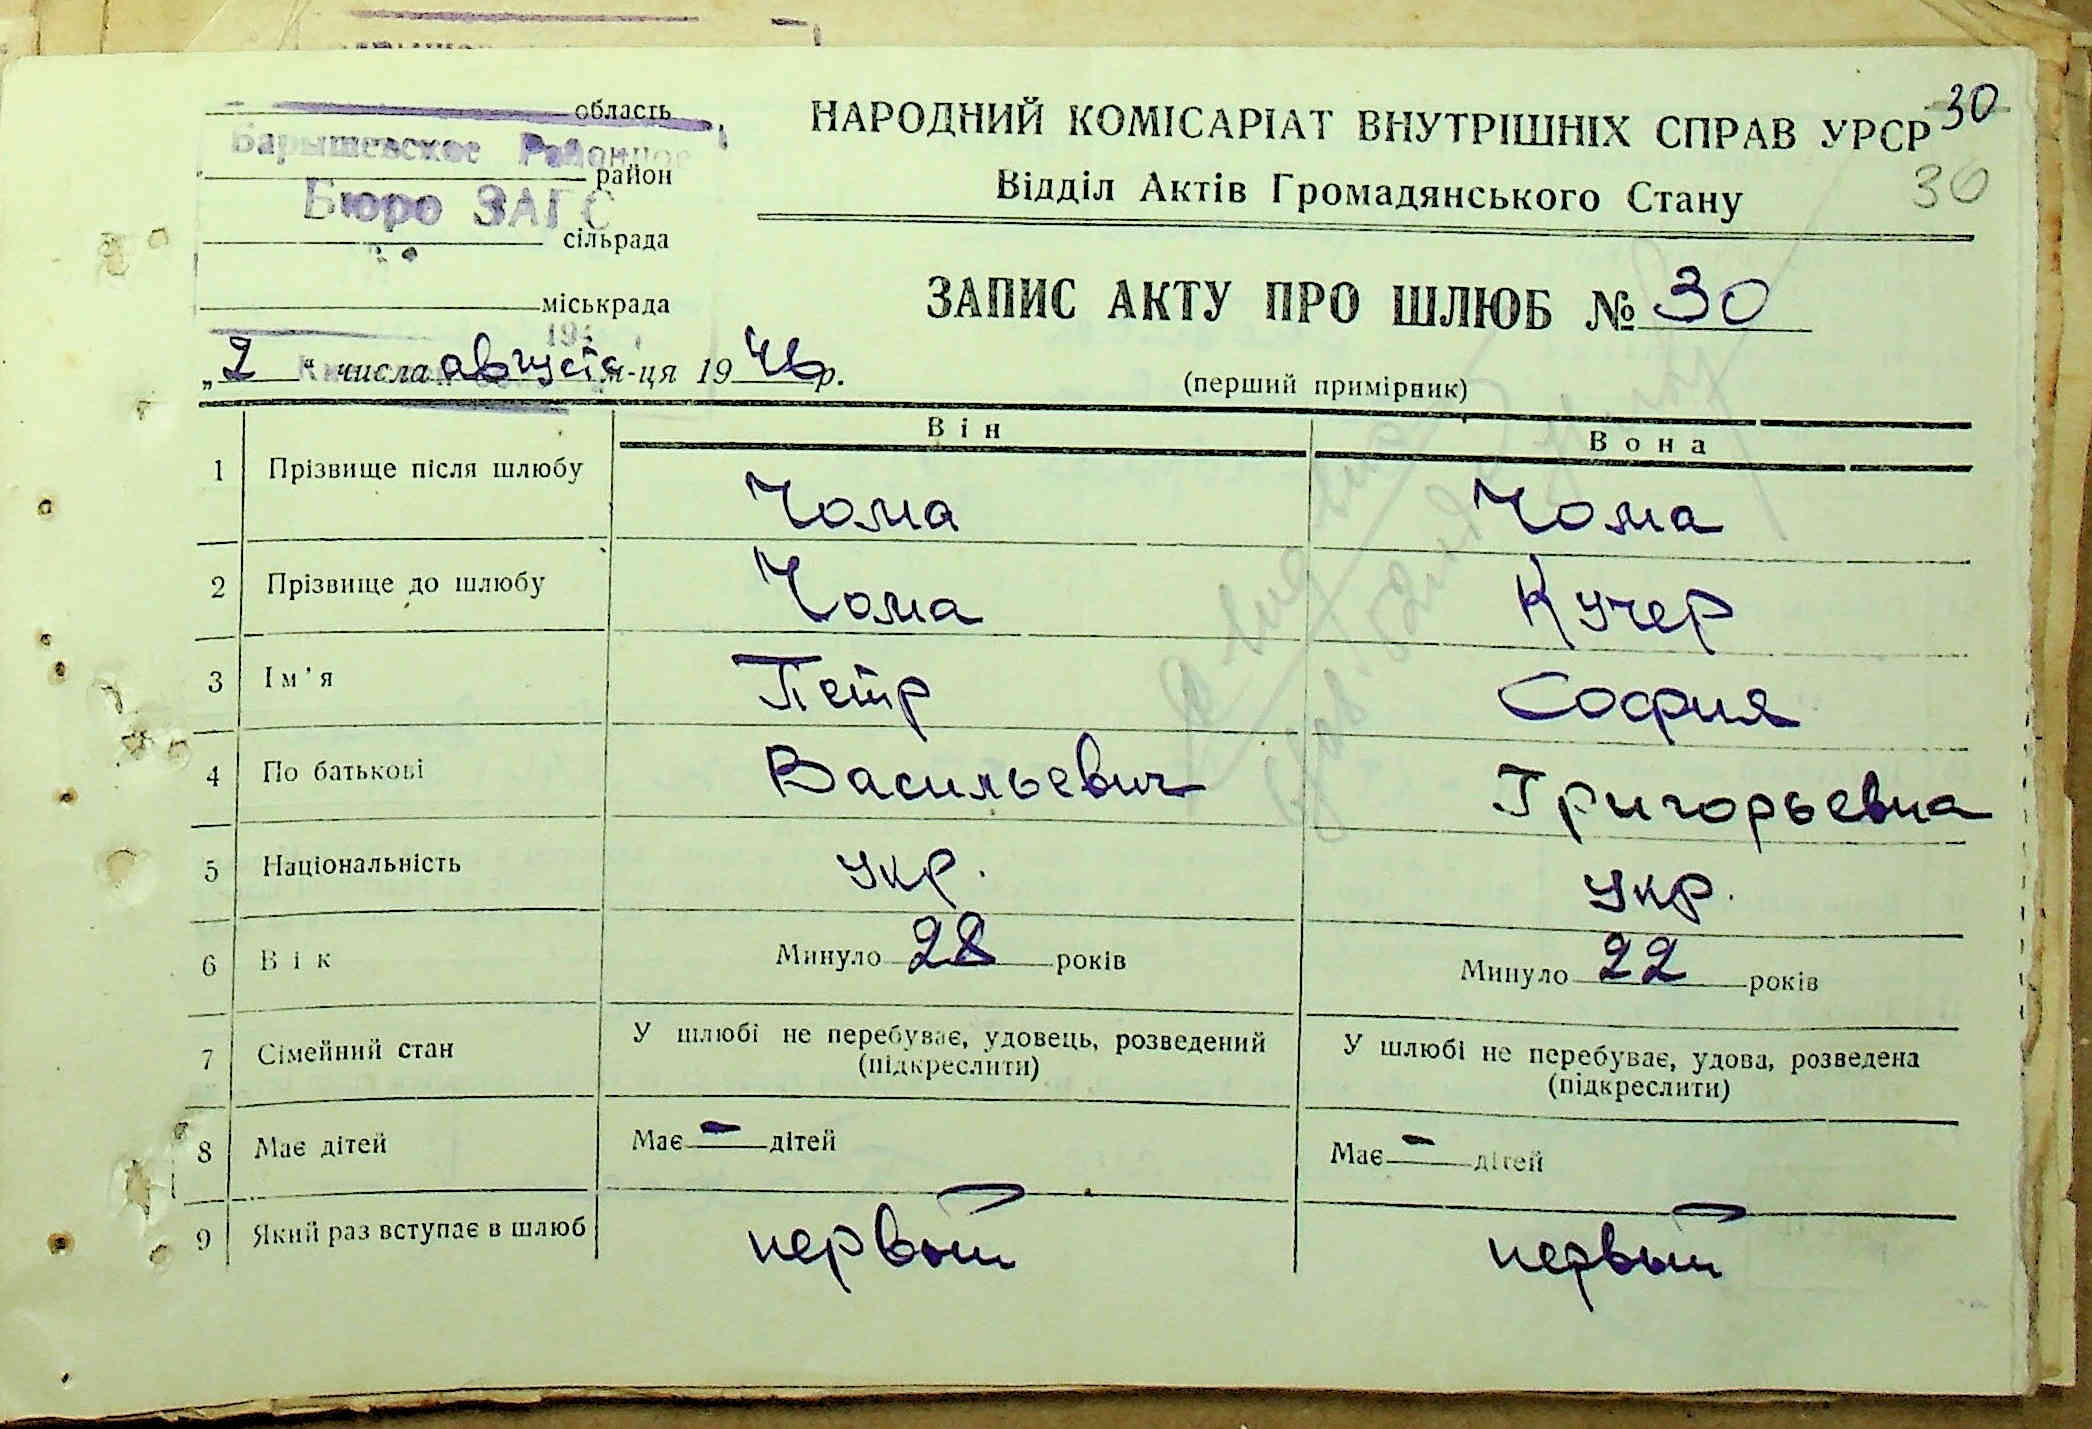 30
область
Барышевское Районное
район
Бюро ЗАГС
сільрада
міськрада
НАРОДНИЙ КОМІСАРІАТ ВНУТРІШНІХ СПРАВ УРСР
30
Відділ Актів Громадянського Стану
ЗАПИС АКТУ ПРО ШЛЮБ № 30
„2" числа августа м-ця 1946 р.
(перший примірник)
Він Вона
1 Прізвище після шлюбу Чома Чома
2 Прізвище до шлюбу Чома Кучер
3 Ім'я Петр София
4 По батькові Васильевич Григорьевна
5 Національність укр. укр.
6 Вік Минуло 28 років Минуло 22 років
7 Сімейний стан У шлюбі не перебуває, удовець, розведений У шлюбі не перебуває, удова, розведена
(підкреслити) (підкреслити)
8 Має дітей Має - дітей Має - дітей
9 Який раз вступає в шлюб первый первый